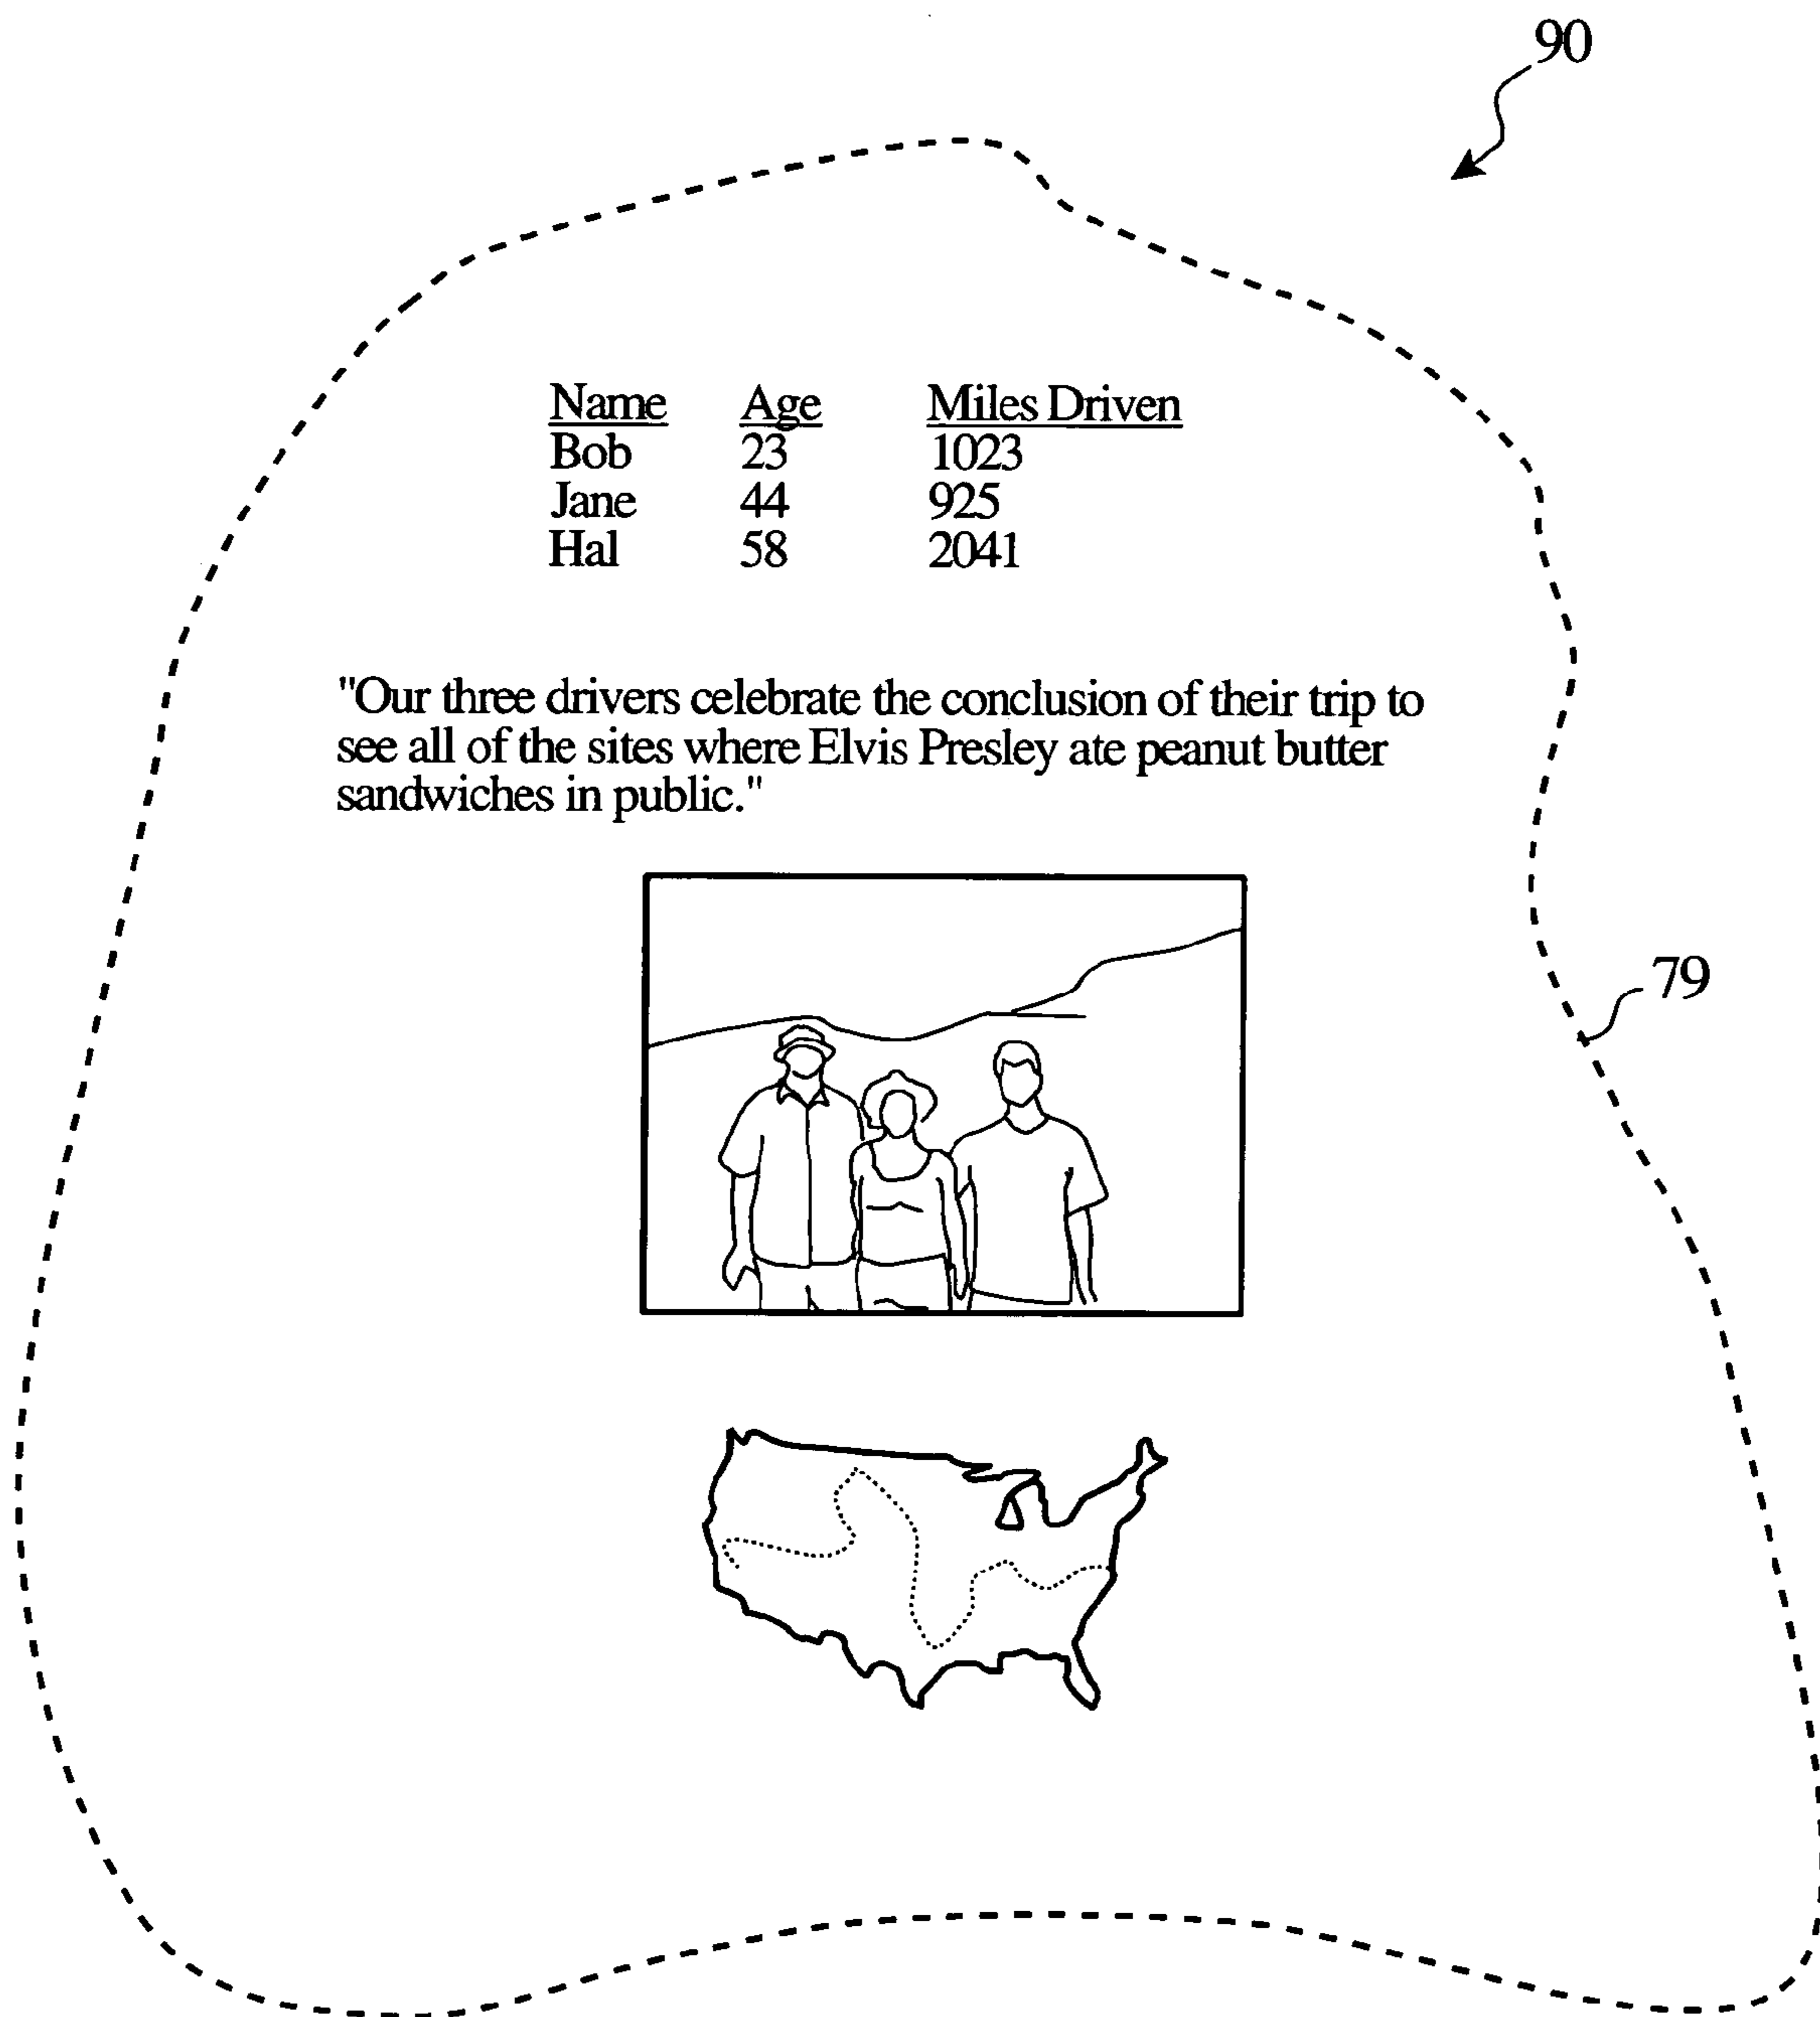 90
Name Age Miles Driven
Bob 23 1023
Jane 44 925
Hal 58 2041
"Our three drivers celebrate the conclusion of their trip to
see all of the sites where Elvis Presley ate peanut butter
sandwiches in public."
79